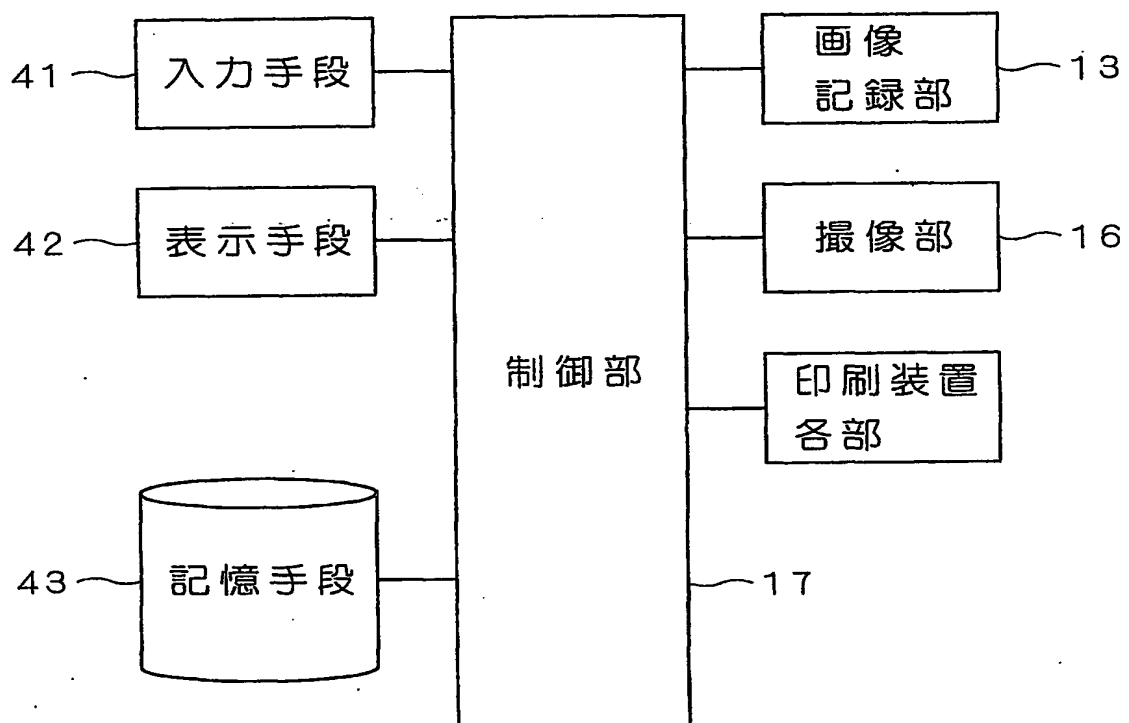 41
入力手段
42
表示手段
43
記憶手段
制御部
17
画像
記録部
13
撮像部
16
印刷装置
各部